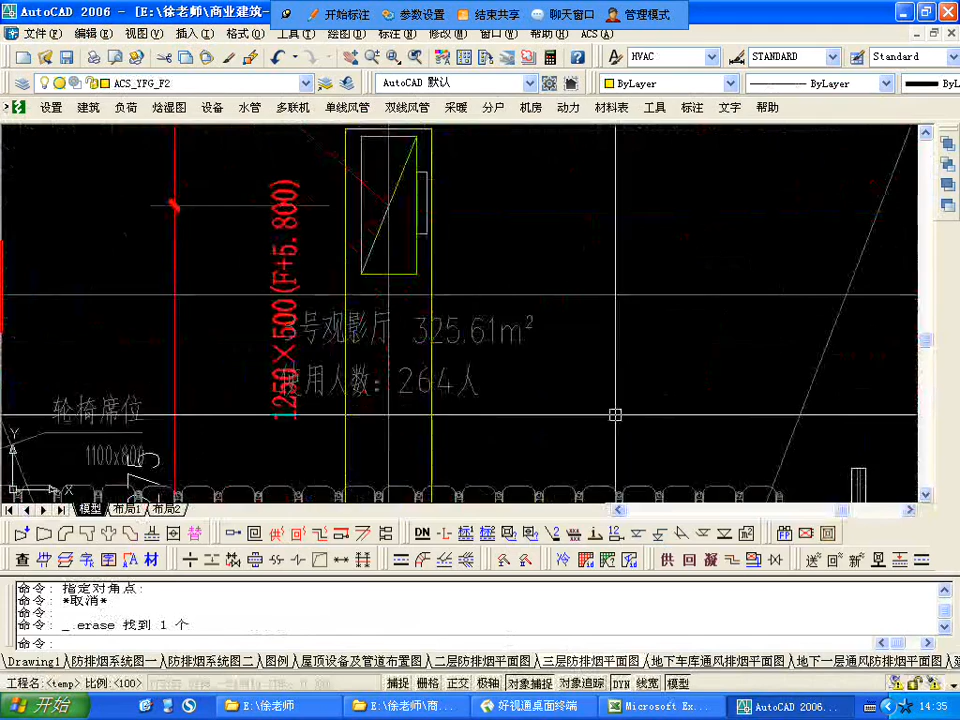 AutoCAD 2006 - [E:\徐老师\商业建筑-
开始标注 参数设置 结束共享 聊天窗口 管理模式
文件(F) 编辑(E) 视图(V) 插入(I) 格式(O) 工具(T) 绘图(D) 标注(N) 修改(M) 窗口(W) 帮助(H) ACS(A)
HVAC STANDARD Standard
ACS_YFG_F2 AutoCAD 默认 ByLayer ByLayer ByL
设置 建筑 负荷 焓湿图 设备 水管 多联机 单线风管 双线风管 采暖 分户 机房 动力 材料表 工具 标注 文字 帮助
1250×500(F+5.800)
号观影厅 325.61m²
使用人数：264人
轮椅席位
1100x800
Y
X
模型 布局1 布局2
DN
查 字 材 冷 供 回 凝 送 回 新
命令: 指定对角点:
*取消*
命令:
命令: _.erase 找到 1 个
命令:
Drawing1 防排烟系统图一 防排烟系统图二 图例 屋顶设备及管道布置图 二层防排烟平面图 三层防排烟平面图 地下车库通风排烟平面图 地下一层通风防排烟平面图
工程名:<temp> 比例:<100> 捕捉 栅格 正交 极轴 对象捕捉 对象追踪 DYN 线宽 模型
开始 E:\徐老师 E:\徐老师\商... 好视通桌面终端 Microsoft Ex... AutoCAD 2006... 14:35